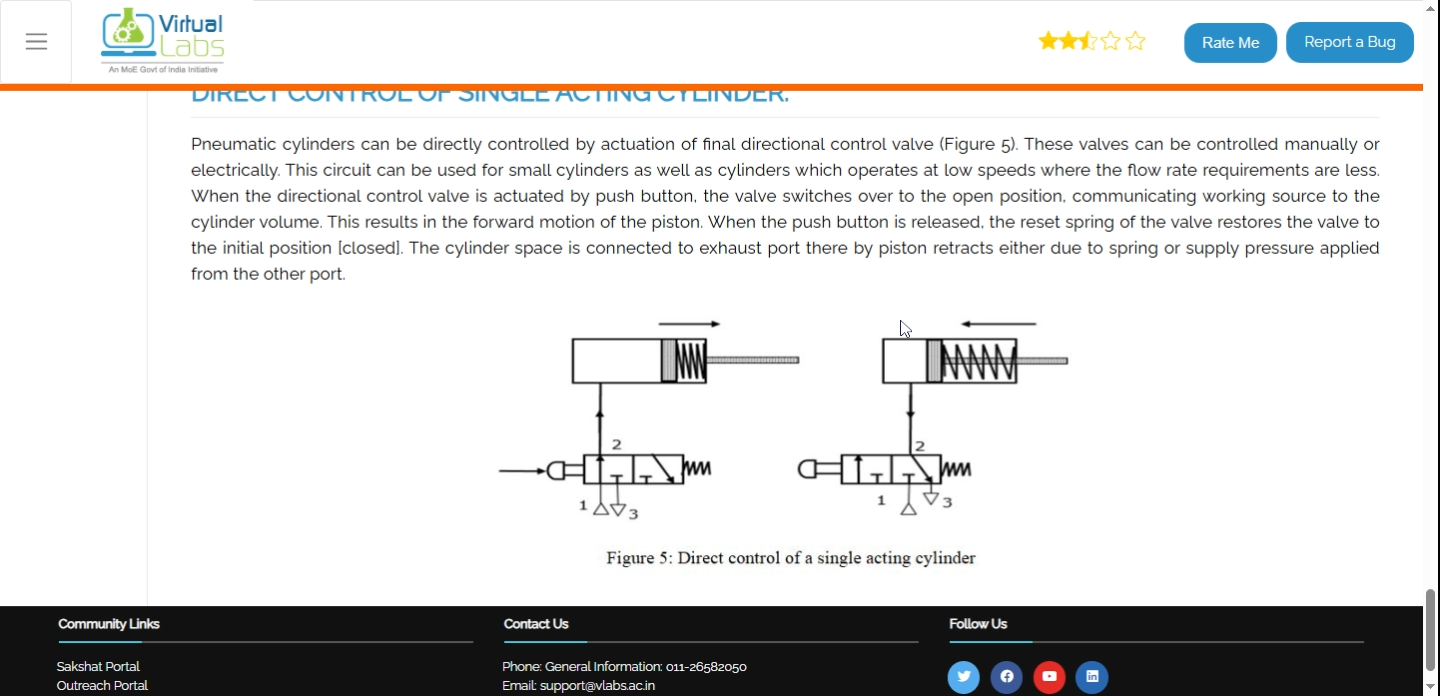 Virtual
Labs
An MoE Govt of India Initiative
Rate Me
Report a Bug
DIRECT CONTROL OF SINGLE ACTING CYLINDER.
Pneumatic cylinders can be directly controlled by actuation of final directional control valve (Figure 5). These valves can be controlled manually or
electrically. This circuit can be used for small cylinders as well as cylinders which operates at low speeds where the flow rate requirements are less.
When the directional control valve is actuated by push button, the valve switches over to the open position, communicating working source to the
cylinder volume. This results in the forward motion of the piston. When the push button is released, the reset spring of the valve restores the valve to
the initial position [closed]. The cylinder space is connected to exhaust port there by piston retracts either due to spring or supply pressure applied
from the other port.
2
2
1
3
1
3
Figure 5: Direct control of a single acting cylinder
Community Links
Contact Us
Follow Us
Sakshat Portal
Phone: General Information: 011-26582050
Outreach Portal
Email: support@vlabs.ac.in